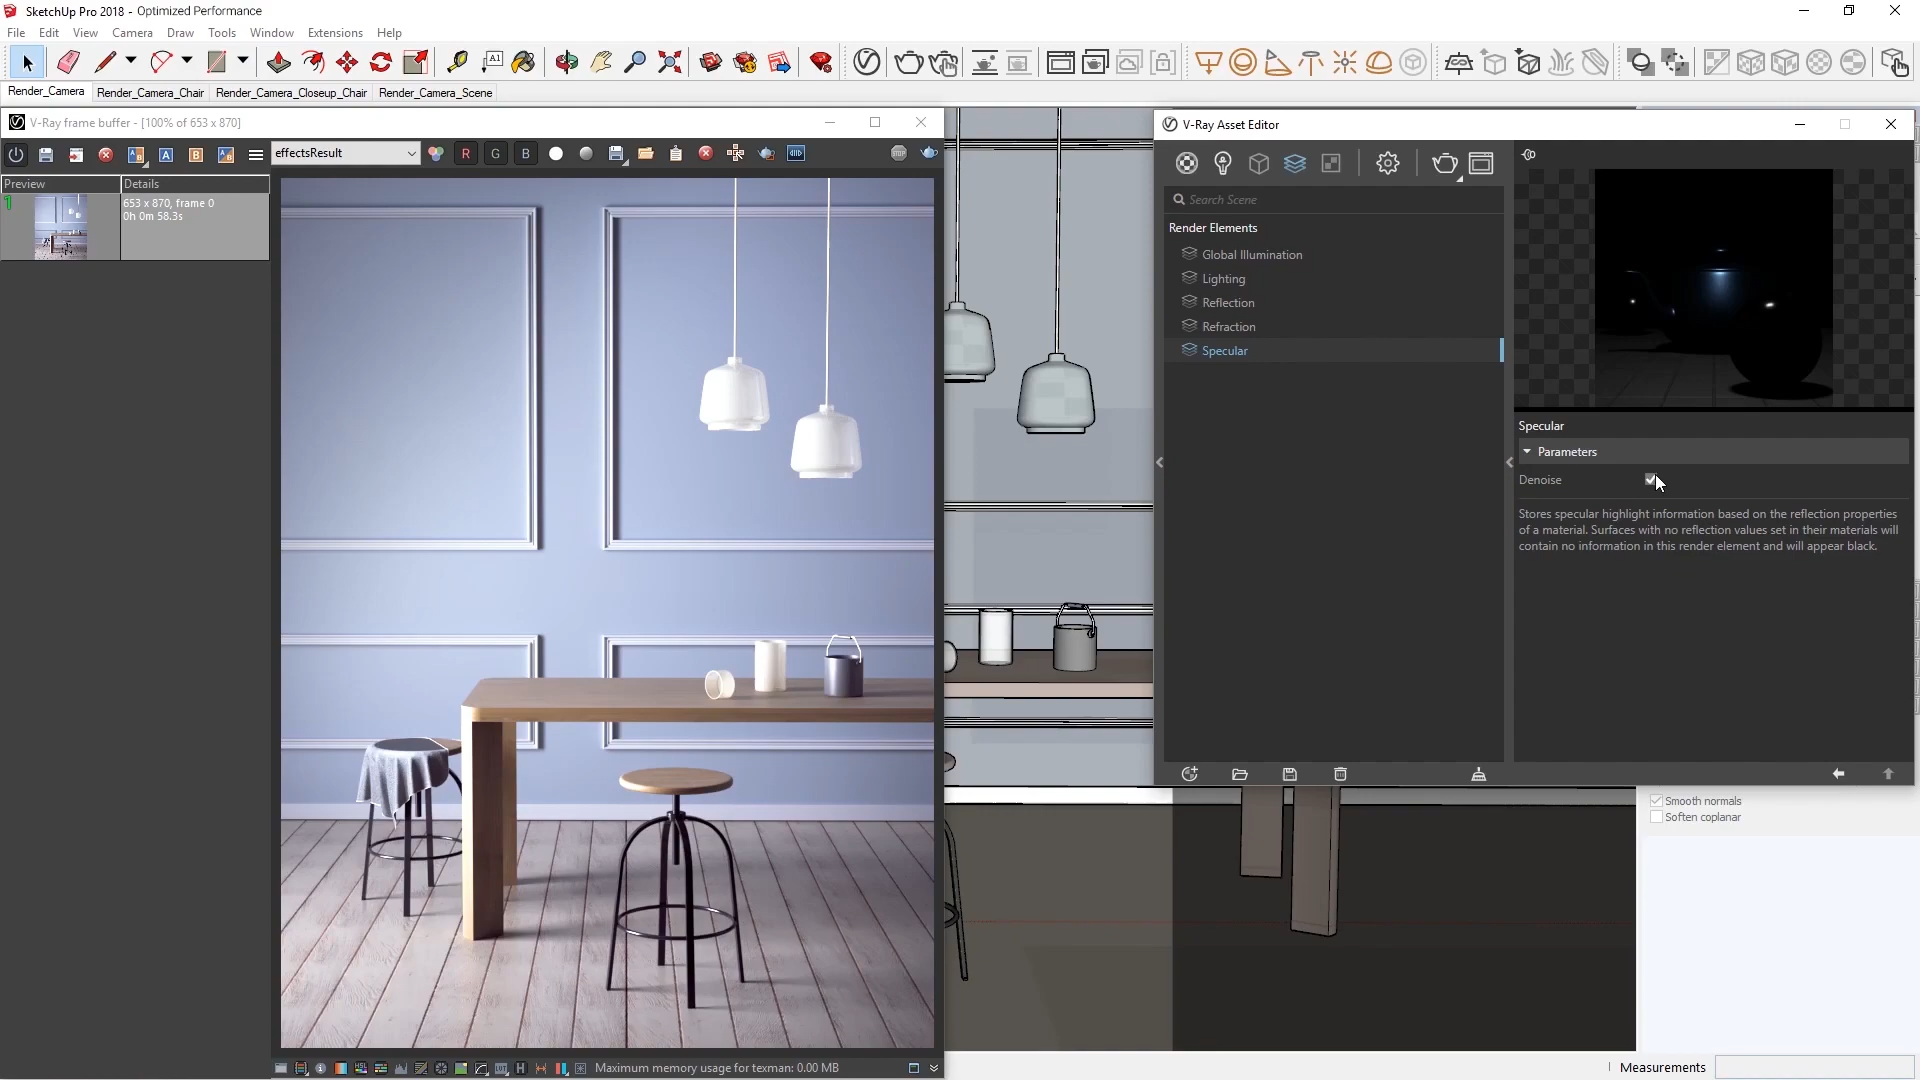 SketchUp Pro 2018 - Optimized Performance
File Edit View Camera Draw Tools Window Extensions Help
A1
Render_Camera Render_Camera_Chair Render_Camera_Closeup_Chair Render_Camera_Scene
V-Ray frame buffer - [100% of 653 x 870]
effectsResult
R G B
Preview Details
1
653 x 870, frame 0
0h 0m 58.3s
Maximum memory usage for texman: 0.00 MB
V-Ray Asset Editor
Search Scene
Render Elements
Global Illumination
Lighting
Reflection
Refraction
Specular
Specular
Parameters
Denoise
Stores specular highlight information based on the reflection properties
of a material. Surfaces with no reflection values set in their materials will
contain no information in this render element and will appear black.
Smooth normals
Soften coplanar
Measurements